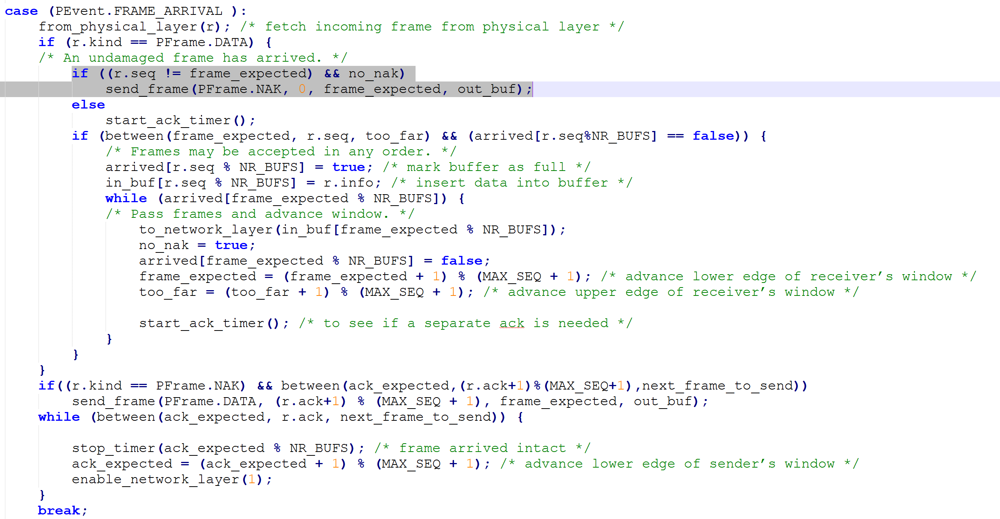 case (PEvent.FRAME_ARRIVAL ):
    from_physical_layer(r); /* fetch incoming frame from physical layer */
    if (r.kind == PFrame.DATA) {
    /* An undamaged frame has arrived. */
        if ((r.seq != frame_expected) && no_nak)
            send_frame(PFrame.NAK, 0, frame_expected, out_buf);
        else
            start_ack_timer();
        if (between(frame_expected, r.seq, too_far) && (arrived[r.seq%NR_BUFS] == false)) {
            /* Frames may be accepted in any order. */
            arrived[r.seq % NR_BUFS] = true; /* mark buffer as full */
            in_buf[r.seq % NR_BUFS] = r.info; /* insert data into buffer */
            while (arrived[frame_expected % NR_BUFS]) {
            /* Pass frames and advance window. */
                to_network_layer(in_buf[frame_expected % NR_BUFS]);
                no_nak = true;
                arrived[frame_expected % NR_BUFS] = false;
                frame_expected = (frame_expected + 1) % (MAX_SEQ + 1); /* advance lower edge of receiver’s window */
                too_far = (too_far + 1) % (MAX_SEQ + 1); /* advance upper edge of receiver’s window */

                start_ack_timer(); /* to see if a separate ack is needed */
            }
        }
    }
    if((r.kind == PFrame.NAK) && between(ack_expected,(r.ack+1)%(MAX_SEQ+1),next_frame_to_send))
        send_frame(PFrame.DATA, (r.ack+1) % (MAX_SEQ + 1), frame_expected, out_buf);
    while (between(ack_expected, r.ack, next_frame_to_send)) {

        stop_timer(ack_expected % NR_BUFS); /* frame arrived intact */
        ack_expected = (ack_expected + 1) % (MAX_SEQ + 1); /* advance lower edge of sender’s window */
        enable_network_layer(1);
    }
    break;